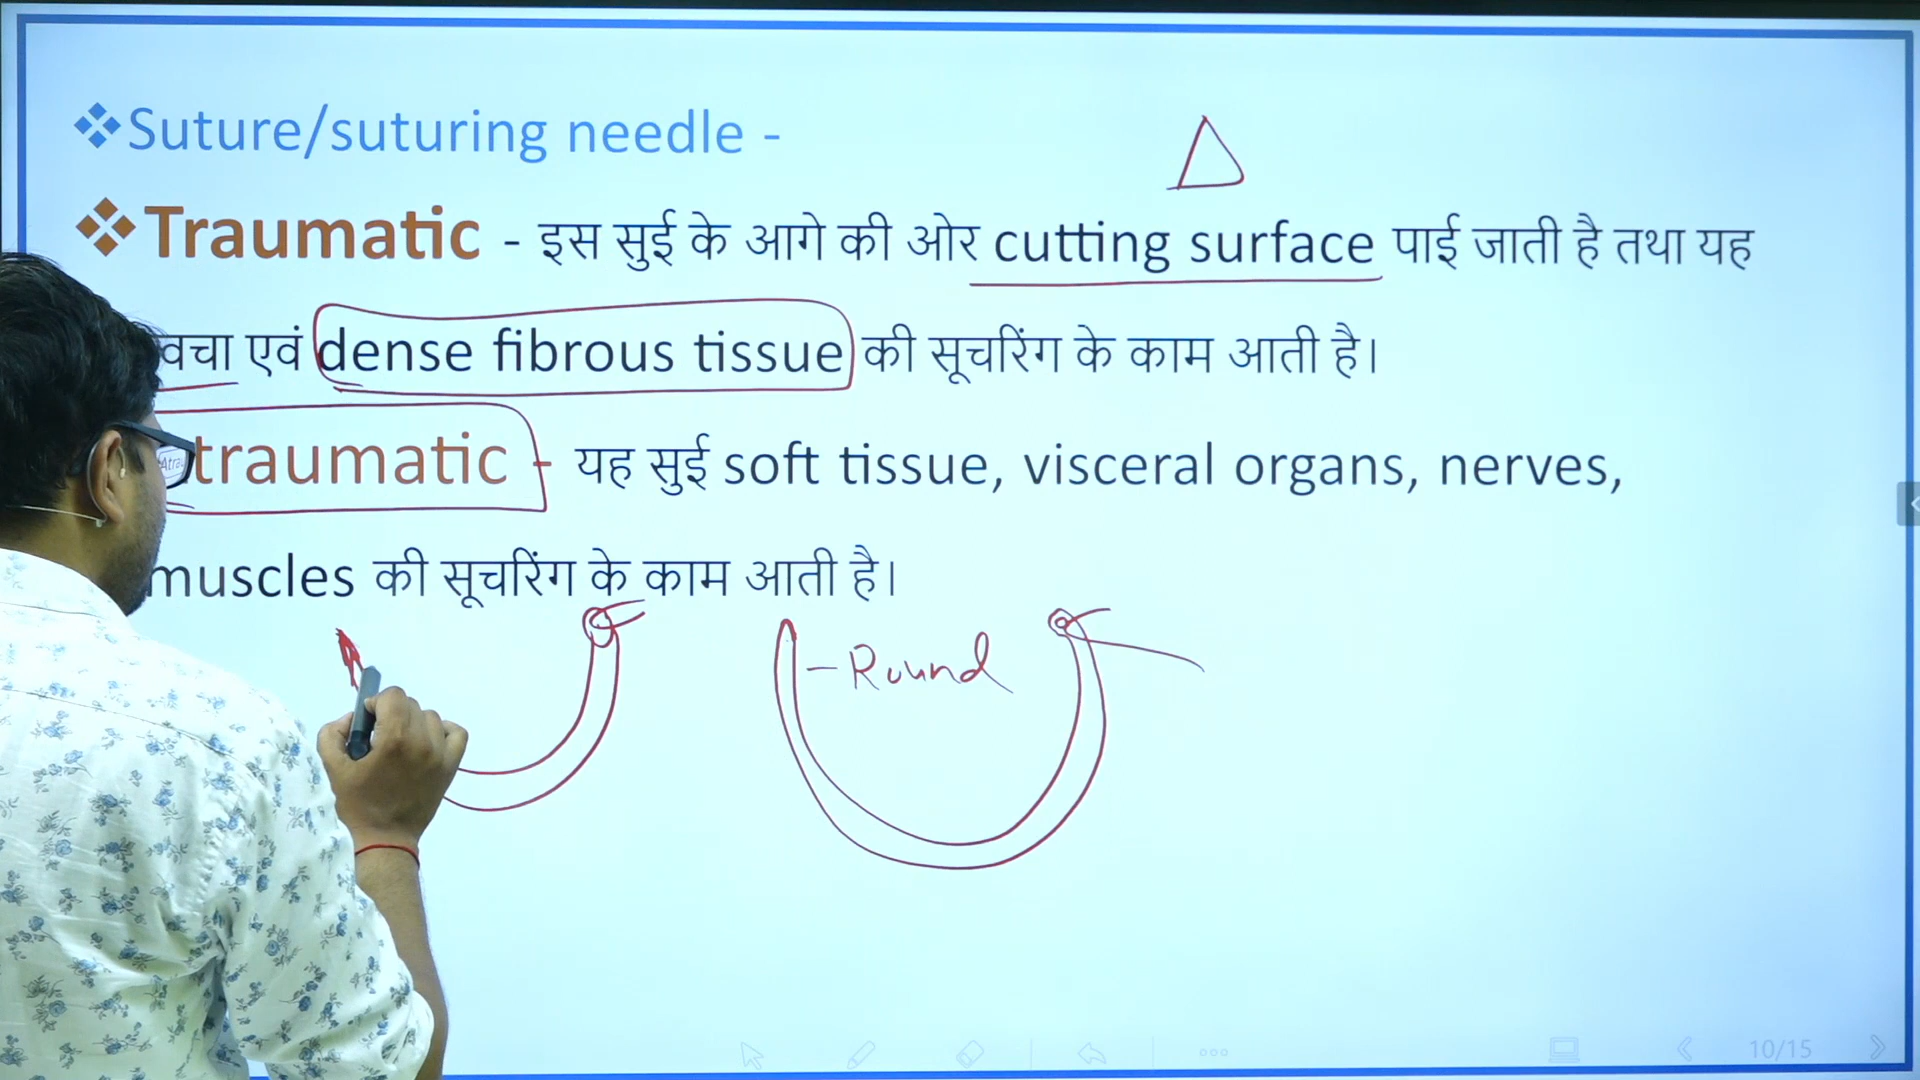 ❖Suture/suturing needle -
❖Traumatic - इस सुई के आगे की ओर cutting surface पाई जाती है तथा यह
एवं dense fibrous tissue की सूचरिंग के काम आती है।
traumatic - यह सुई soft tissue, visceral organs, nerves,
muscles की सूचरिंग के काम आती है।
- Round
10/15